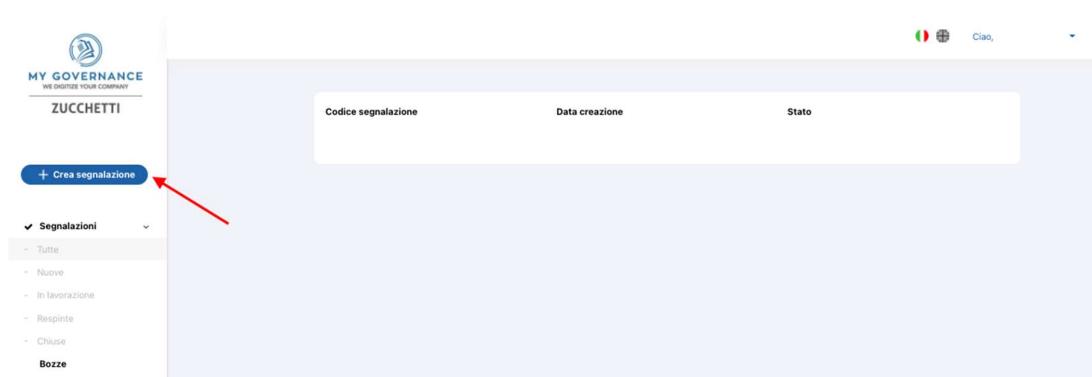 Ciao,
MY GOVERNANCE
WE DIGITIZE YOUR COMPANY
ZUCCHETTI
Codice segnalazione Data creazione Stato
+ Crea segnalazione
Segnalazioni
- Tutte
- Nuove
- In lavorazione
- Respinte
- Chiuse
Bozze